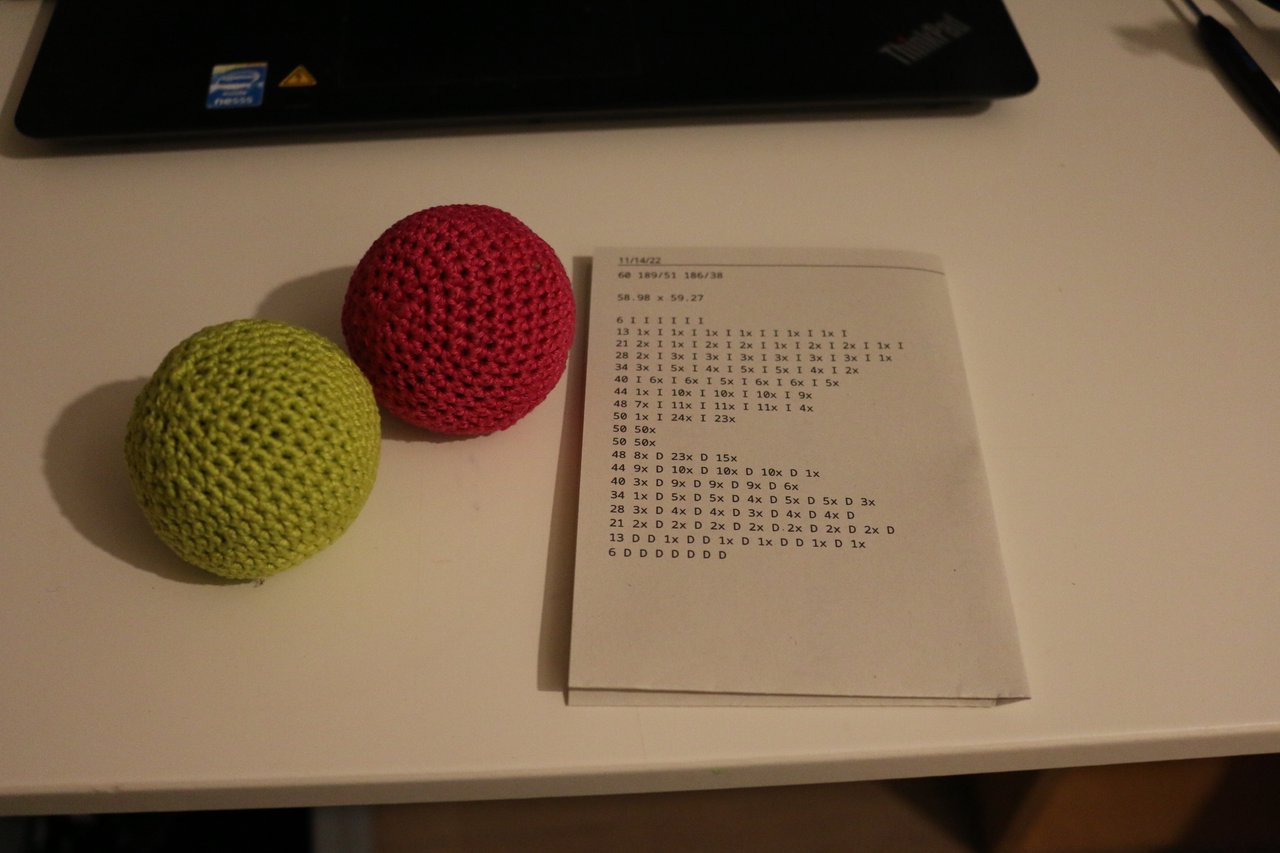 ThinkPad
11/14/22
60 189/51 186/38
58.98 x 59.27
6 I I I I I I
13 1x I 1x I 1x I 1x I I 1x I 1x I
21 2x I 1x I 2x I 2x I 1x I 2x I 2x I 1x I
28 2x I 3x I 3x I 3x I 3x I 3x I 3x I 1x
34 3x I 5x I 4x I 5x I 5x I 4x I 2x
40 I 6x I 6x I 5x I 6x I 6x I 5x
44 1x I 10x I 10x I 10x I 9x
48 7x I 11x I 11x I 11x I 4x
50 1x I 24x I 23x
50 50x
50 50x
48 8x D 23x D 15x
44 9x D 10x D 10x D 10x D 1x
40 3x D 9x D 9x D 9x D 6x
34 1x D 5x D 5x D 4x D 5x D 5x D 3x
28 3x D 4x D 4x D 3x D 4x D 4x D
21 2x D 2x D 2x D 2x D 2x D 2x D 2x D
13 D D 1x D D 1x D 1x D D 1x D 1x
6 D D D D D D D